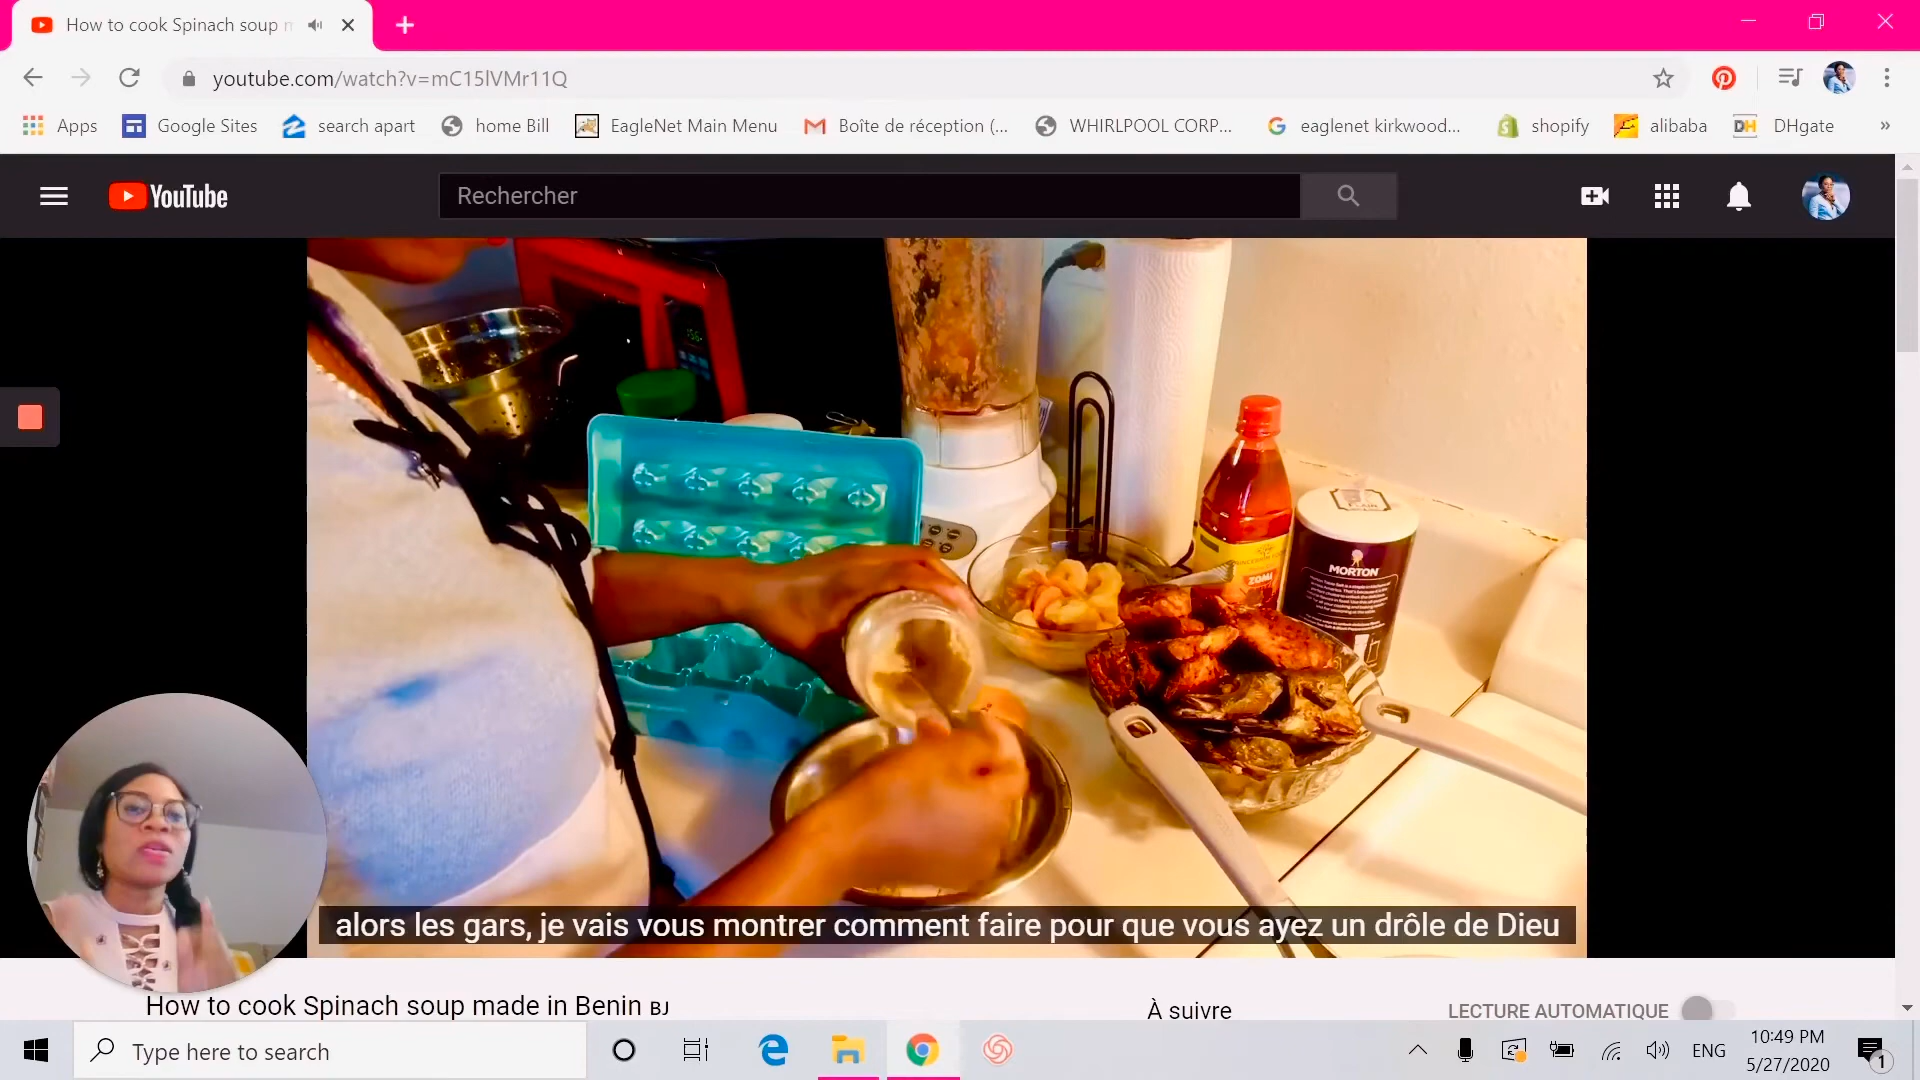 How to cook Spinach soup m
youtube.com/watch?v=mC15lVMr11Q
Apps
Google Sites
search apart
home Bill
EagleNet Main Menu
Boîte de réception (...
WHIRLPOOL CORP...
eaglenet kirkwood...
shopify
alibaba
DH
DHgate
»
YouTube
Rechercher
MORTON
ZOMI
alors les gars, je vais vous montrer comment faire pour que vous ayez un drôle de Dieu
How to cook Spinach soup made in Benin BJ
À suivre
LECTURE AUTOMATIQUE
Type here to search
ENG
10:49 PM
5/27/2020
1